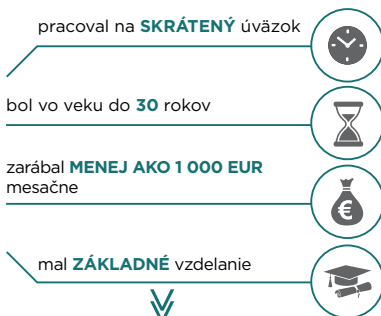 pracoval na SKRÁTENÝ úväzok
bol vo veku do 30 rokov
zarábal MENEJ AKO 1 000 EUR
mesačne
mal ZÁKLADNÉ vzdelanie